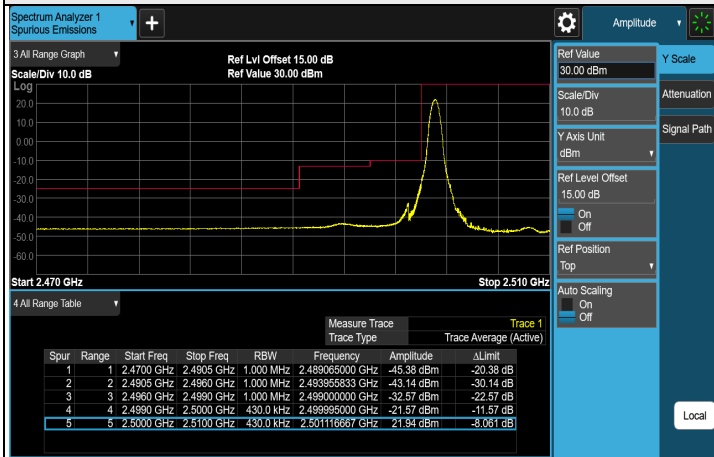 Spectrum Analyzer 1
Spurious Emissions
Amplitude
3 All Range Graph
Ref Lvl Offset 15.00 dB
Scale/Div 10.0 dB
Ref Value 30.00 dBm
Log
20.0
10.0
0.00
-10.0
-20.0
-30.0
-40.0
-50.0
-60.0
Start 2.470 GHz
Stop 2.510 GHz
4 All Range Table
Measure Trace Trace 1
Trace Type Trace Average (Active)
Spur Range Start Freq Stop Freq RBW Frequency Amplitude ΔLimit
1 1 2.4700 GHz 2.4905 GHz 1.000 MHz 2.489065000 GHz -45.38 dBm -20.38 dB
2 2 2.4905 GHz 2.4960 GHz 1.000 MHz 2.493955833 GHz -43.14 dBm -30.14 dB
3 3 2.4960 GHz 2.4990 GHz 1.000 MHz 2.499000000 GHz -32.57 dBm -22.57 dB
4 4 2.4990 GHz 2.5000 GHz 430.0 kHz 2.499995000 GHz -21.57 dBm -11.57 dB
5 5 2.5000 GHz 2.5100 GHz 430.0 kHz 2.501116667 GHz 21.94 dBm -8.061 dB
Ref Value
30.00 dBm
Scale/Div
10.0 dB
Y Axis Unit
dBm
Ref Level Offset
15.00 dB
On
Off
Ref Position
Top
Auto Scaling
On
Off
Y Scale
Attenuation
Signal Path
Local